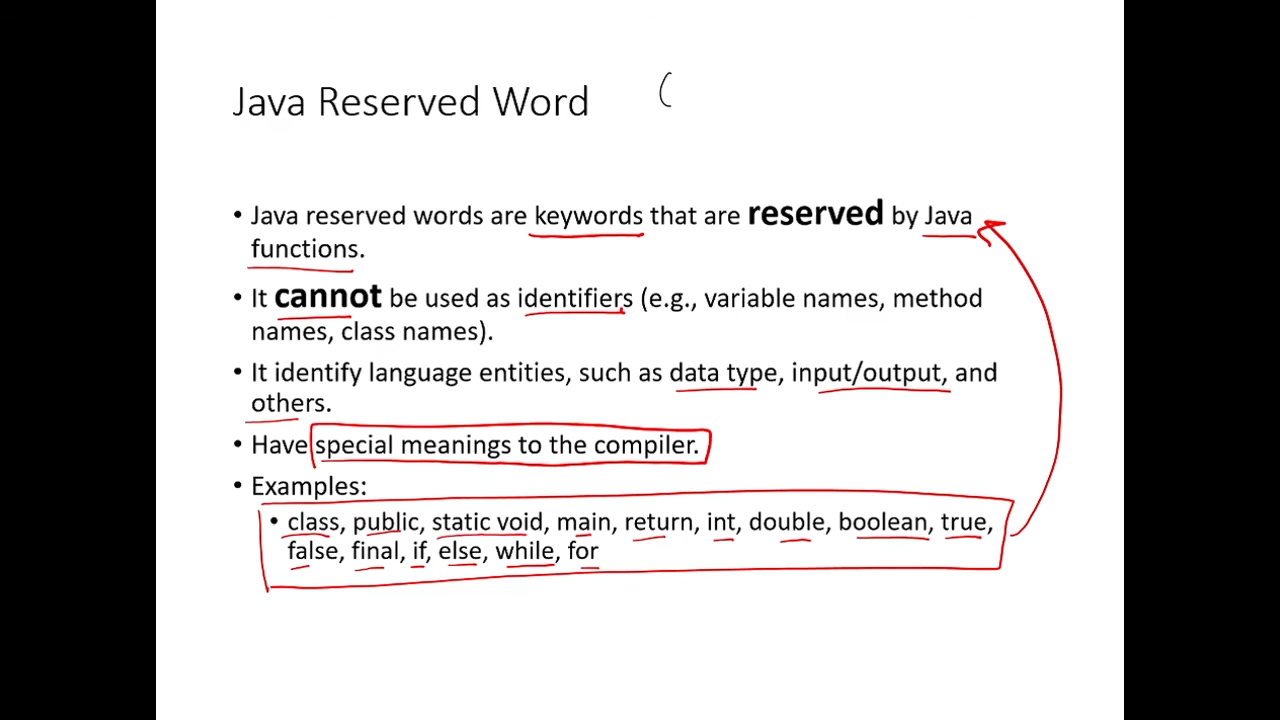 Java Reserved Word (
• Java reserved words are keywords that are reserved by Java
functions.
• It cannot be used as identifiers (e.g., variable names, method
names, class names).
• It identify language entities, such as data type, input/output, and
others.
• Have special meanings to the compiler.
• Examples:
• class, public, static void, main, return, int, double, boolean, true,
false, final, if, else, while, for